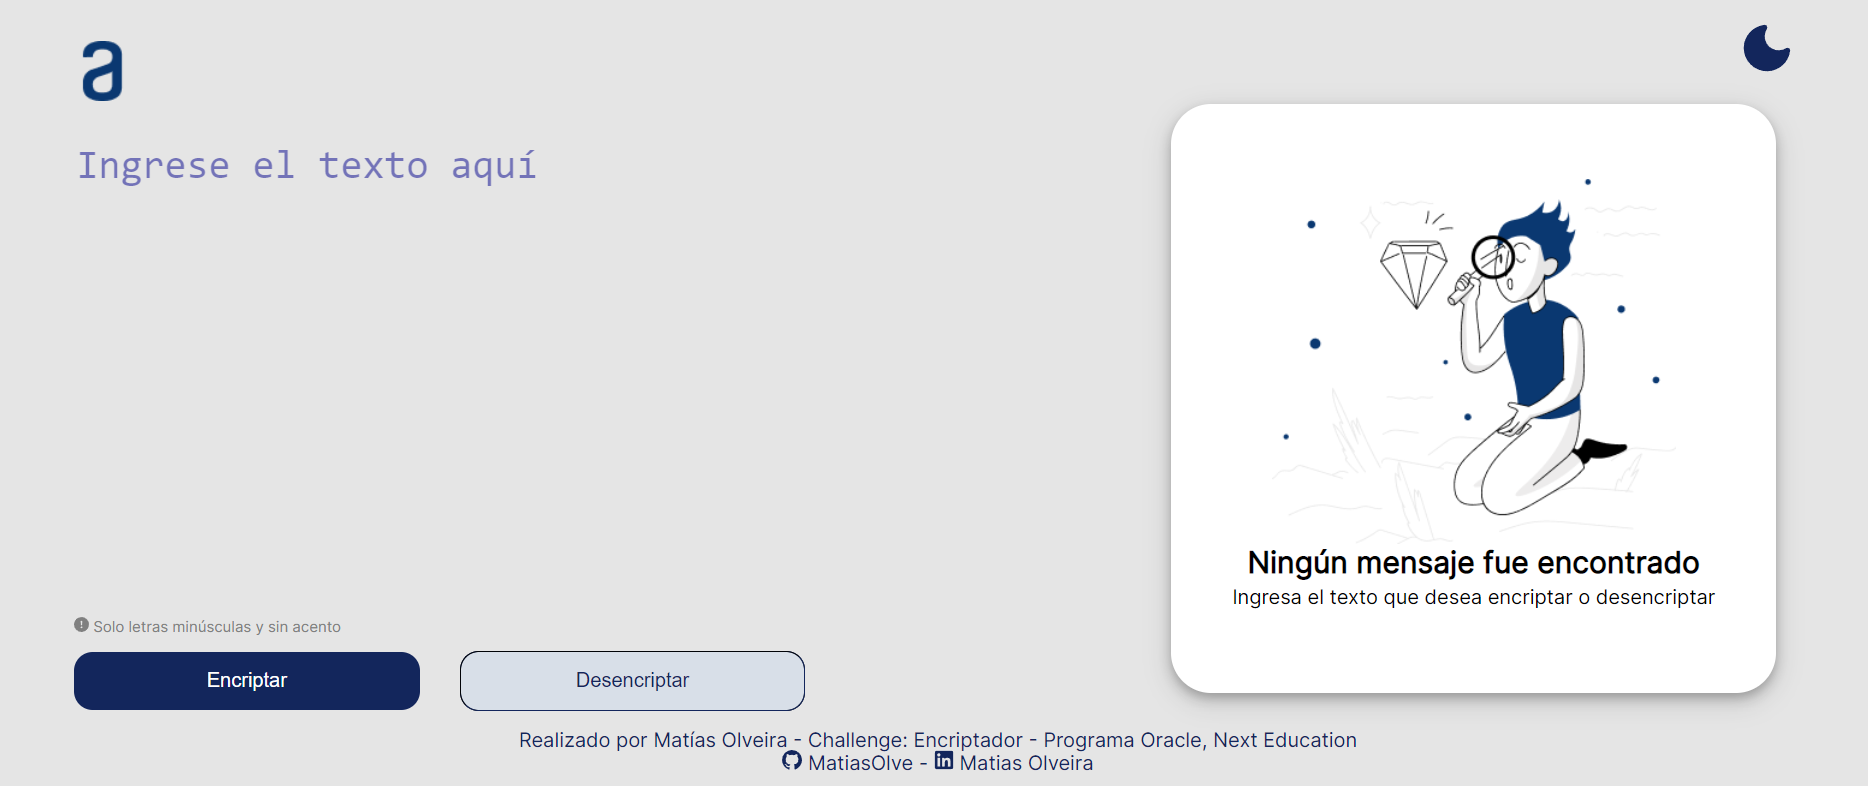 a
Ingrese el texto aquí
Ningún mensaje fue encontrado
Ingresa el texto que desea encriptar o desencriptar
Solo letras minúsculas y sin acento
Encriptar
Desencriptar
Realizado por Matías Olveira - Challenge: Encriptador - Programa Oracle, Next Education
MatiasOlve - in Matias Olveira